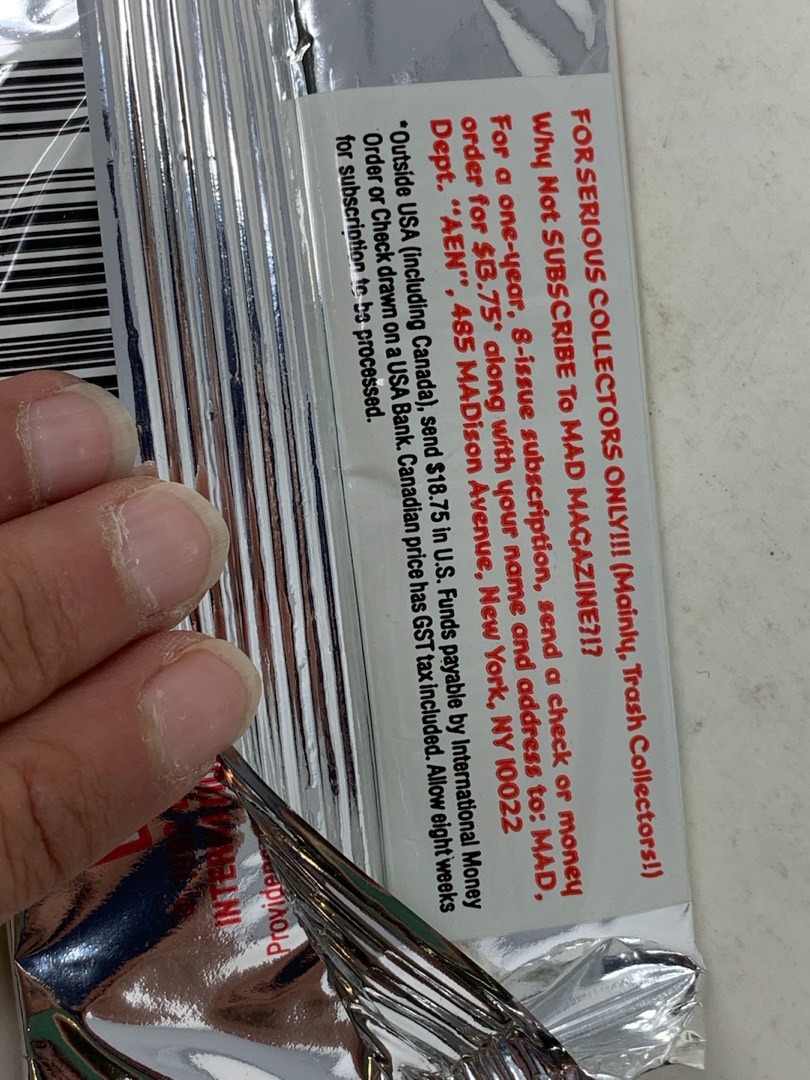 FOR SERIOUS COLLECTORS ONLY!!! (Mainly, Trash Collectors!)
Why Not SUBSCRIBE To MAD MAGAZINE?!?
For a one-year, 8-issue subscription, send a check or money
order for $13.75* along with your name and address to: MAD,
Dept. "AEN", 485 MADison Avenue, New York, NY 10022
*Outside USA (including Canada), send $18.75 in U.S. Funds payable by International Money
Order or Check drawn on a USA Bank. Canadian price has GST tax included. Allow eight weeks
for subscription to be processed.